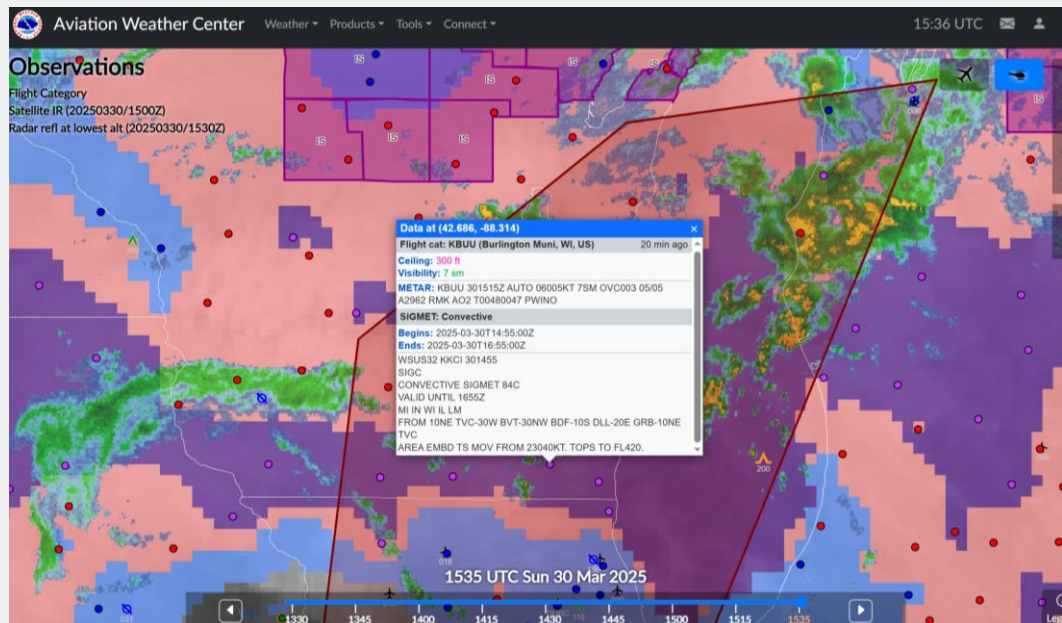 Aviation Weather Center Weather Products Tools Connect 15:36 UTC
Observations
Flight Category
Satellite IR (20250330/1500Z)
Radar refl at lowest alt (20250330/1530Z)
IS
IS
IS
IS
IS
IS
IS
IS
Data at (42.686, -88.314) ×
Flight cat: KBUU (Burlington Muni, WI, US) 20 min ago
Ceiling: 300 ft
Visibility: 7 sm
METAR: KBUU 301515Z AUTO 06005KT 7SM OVC003 05/05
A2962 RMK AO2 T00480047 PWINO
SIGMET: Convective
Begins: 2025-03-30T14:55:00Z
Ends: 2025-03-30T16:55:00Z
WSUS32 KKCI 301455
SIGC
CONVECTIVE SIGMET 84C
VALID UNTIL 1655Z
MI IN WI IL LM
FROM 10NE TVC-30W BVT-30NW BDF-10S DLL-20E GRB-10NE
TVC
AREA EMBD TS MOV FROM 23040KT. TOPS TO FL420.
200
1535 UTC Sun 30 Mar 2025
031
1330 1345 1400 1415 1430 1445 1500 1515 1535